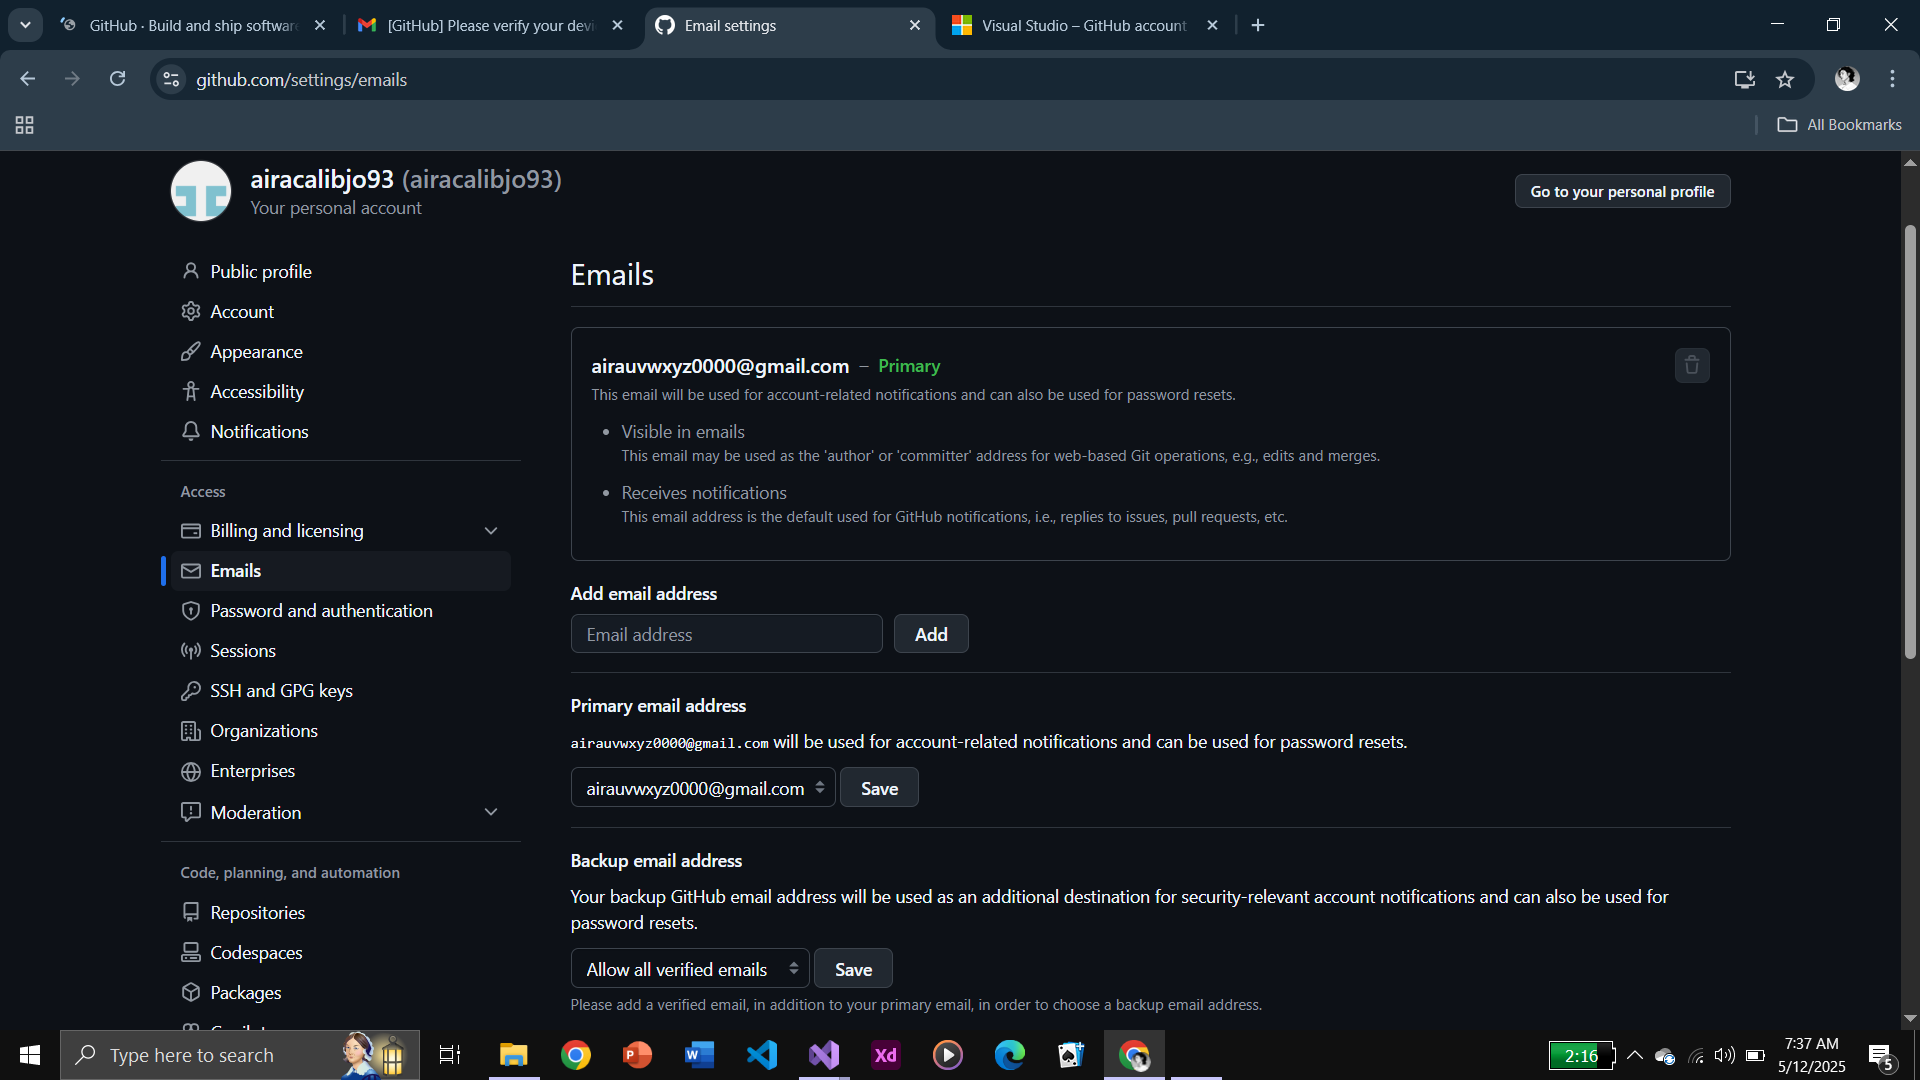 GitHub · Build and ship software
[GitHub] Please verify your devi
Email settings
Visual Studio – GitHub account
github.com/settings/emails
All Bookmarks
airacalibjo93 (airacalibjo93)
Your personal account
Go to your personal profile
Public profile
Account
Appearance
Accessibility
Notifications
Access
Billing and licensing
Emails
Password and authentication
Sessions
SSH and GPG keys
Organizations
Enterprises
Moderation
Code, planning, and automation
Repositories
Codespaces
Packages
Emails
airauvwxyz0000@gmail.com – Primary
This email will be used for account-related notifications and can also be used for password resets.
• Visible in emails
This email may be used as the 'author' or 'committer' address for web-based Git operations, e.g., edits and merges.
• Receives notifications
This email address is the default used for GitHub notifications, i.e., replies to issues, pull requests, etc.
Add email address
Email address
Add
Primary email address
airauvwxyz0000@gmail.com will be used for account-related notifications and can be used for password resets.
airauvwxyz0000@gmail.com
Save
Backup email address
Your backup GitHub email address will be used as an additional destination for security-relevant account notifications and can also be used for
password resets.
Allow all verified emails
Save
Please add a verified email, in addition to your primary email, in order to choose a backup email address.
Type here to search
P
W
Xd
2:16
7:37 AM
5/12/2025
5